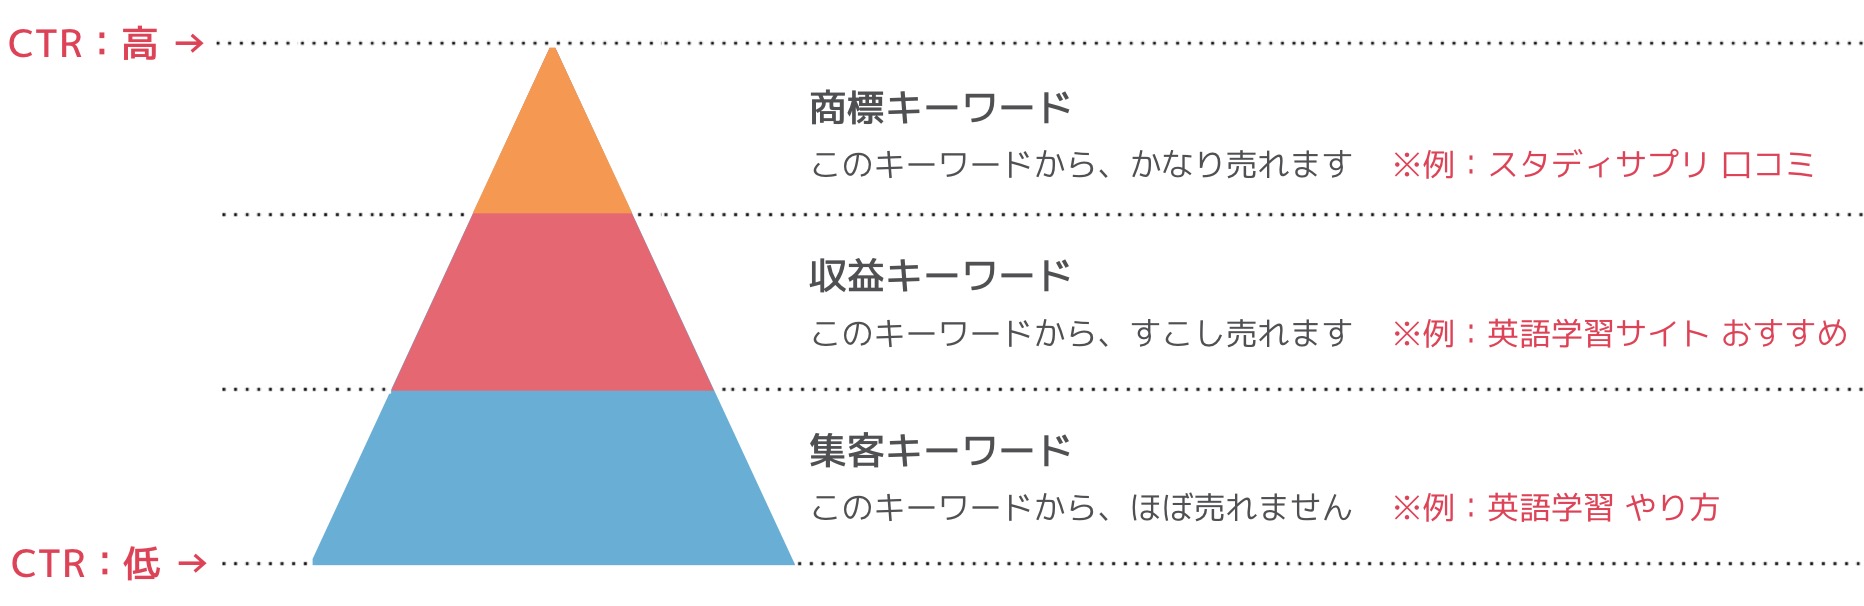 CTR：高 →
商標キーワード
このキーワードから、かなり売れます ※例：スタディサプリ 口コミ
収益キーワード
このキーワードから、すこし売れます ※例：英語学習サイト おすすめ
集客キーワード
このキーワードから、ほぼ売れません ※例：英語学習 やり方
CTR：低 →